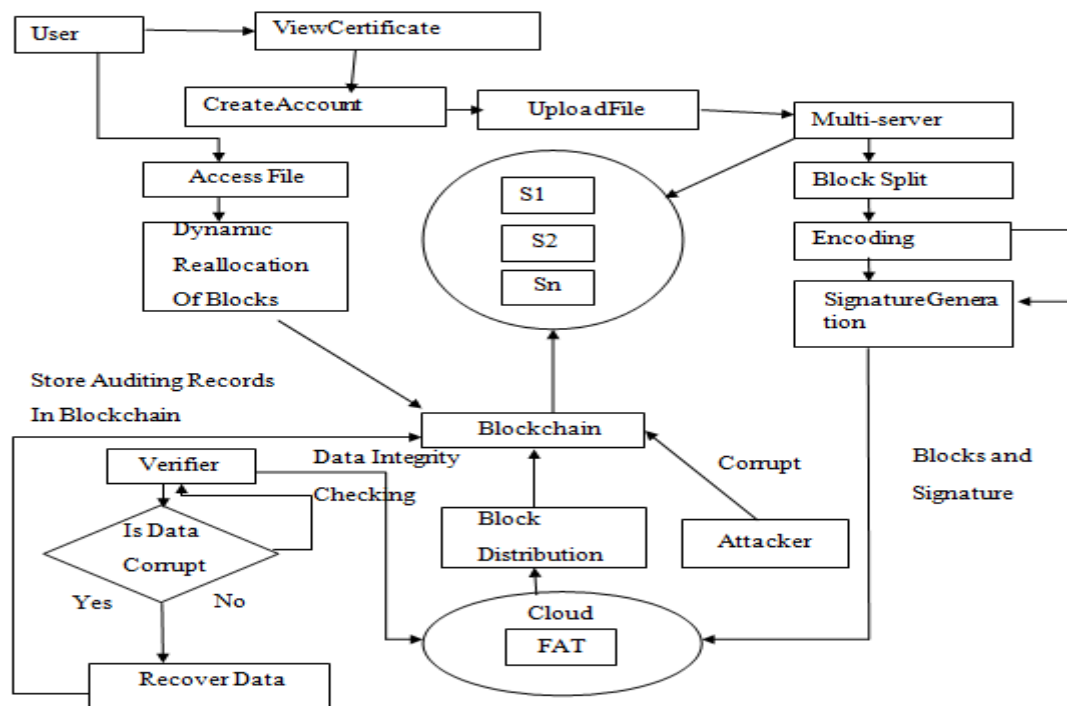 User
ViewCertificate
CreateAccount
UploadFile
Multi-server
Access File
S1
Block Split
Dynamic
Reallocation
Of Blocks
S2
Encoding
Sn
SignatureGenera
tion
Store Auditing Records
In Blockchain
Blockchain
Verifier
Data Integrity
Checking
Corrupt
Blocks and
Signature
Is Data
Corrupt
Block
Distribution
Attacker
Yes
No
Cloud
FAT
Recover Data